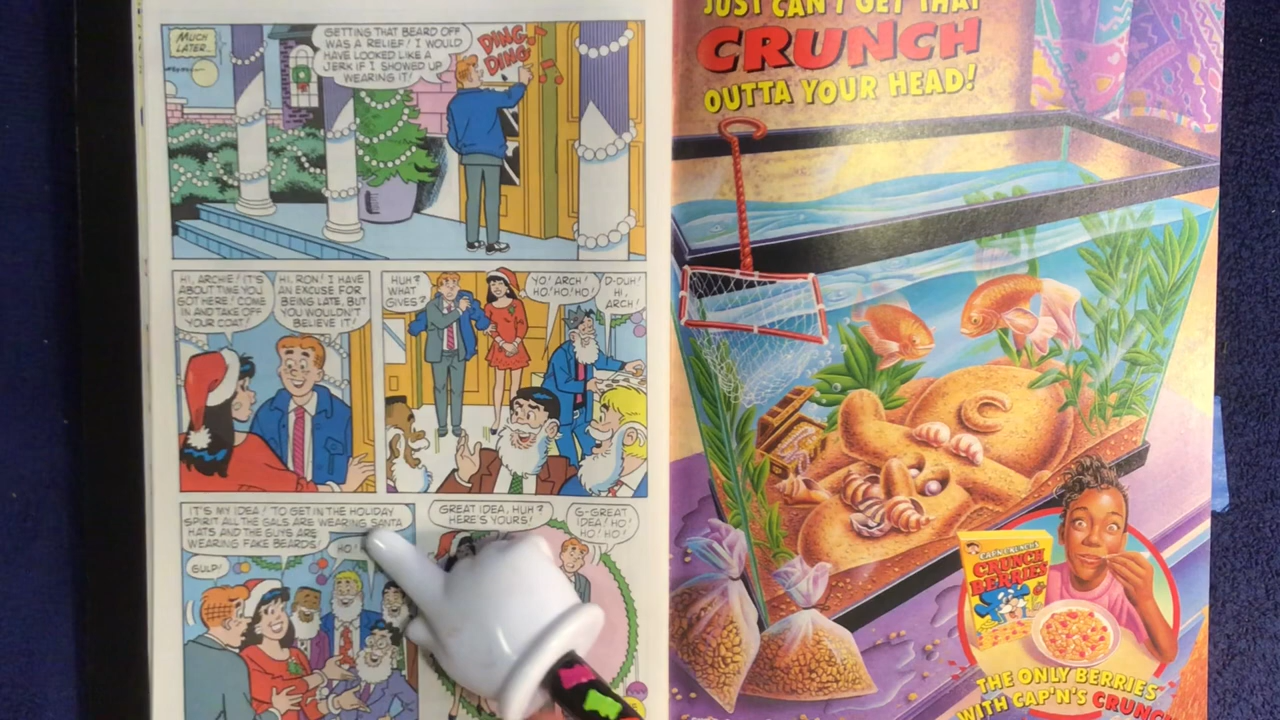 MUCH
LATER...
GETTING THAT BEARD OFF
WAS A RELIEF! I WOULD
HAVE LOOKED LIKE A
JERK IF I SHOWED UP
WEARING IT!
DING
DING
HI, ARCHIE! IT'S
ABOUT TIME YOU
GOT HERE! COME
IN AND TAKE OFF
YOUR COAT!
HI, RON! I HAVE
AN EXCUSE FOR
BEING LATE, BUT
YOU WOULDN'T
BELIEVE IT!
HUH?
WHAT
GIVES?
YO! ARCH!
HO! HO! HO!
D-DUH!
HI,
ARCH!
IT'S MY IDEA! TO GET IN THE HOLIDAY
SPIRIT ALL THE GALS ARE WEARING SANTA
HATS AND THE GUYS ARE
WEARING FAKE BEARDS!
HO!
GULP!
GREAT IDEA, HUH?
HERE'S YOURS!
G-GREAT
IDEA! HO!
HO! HO!
JUST CAN'T GET THAT
CRUNCH
OUTTA YOUR HEAD!
CAP'N CRUNCH'S
CRUNCH
BERRIES
THE ONLY BERRIES
WITH CAP'N'S CRUNCH